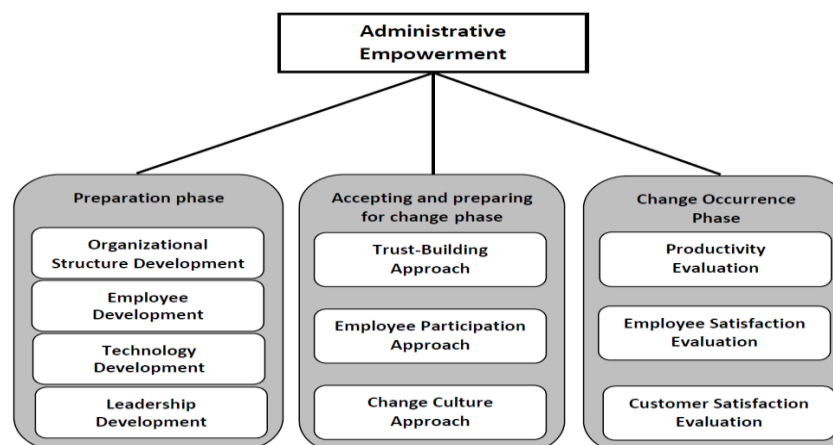 Administrative
Empowerment
Preparation phase
Organizational
Structure Development
Employee
Development
Technology
Development
Leadership
Development
Accepting and preparing
for change phase
Trust-Building
Approach
Employee Participation
Approach
Change Culture
Approach
Change Occurrence
Phase
Productivity
Evaluation
Employee Satisfaction
Evaluation
Customer Satisfaction
Evaluation